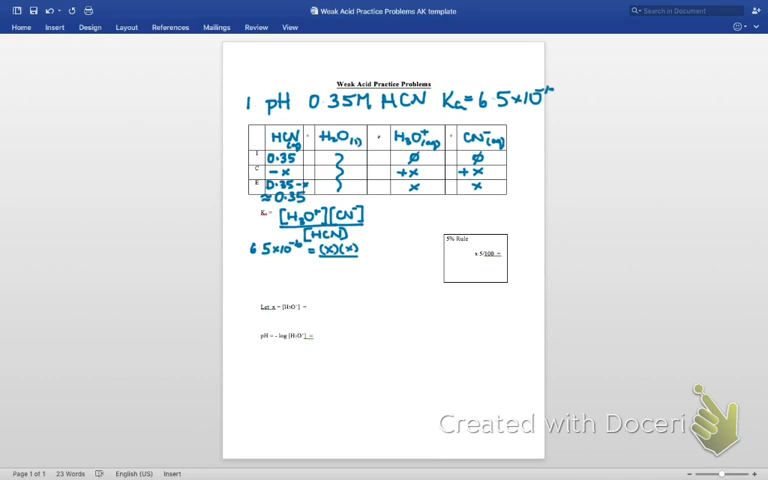 Weak Acid Practice Problems AK template
Search in Document
Home Insert Design Layout References Mailings Review View
Weak Acid Practice Problems
1 pH 0.35M HCN Ka = 6.5×10
HCN(aq) + H₂O(l) H₃O⁺(aq) + CN⁻(aq)
I 0.35 ∅ ∅
C -x +x +x
E 0.35-x x x
≈0.35
Ka = [H₃O⁺][CN⁻]
[HCN]
6.5×10 = (x)(x)
5% Rule
x 5/100 =
Let x = [H₃O⁺] =
pH = - log [H₃O⁺] =
Created with Doceri
Page 1 of 1 23 Words English (US) Insert